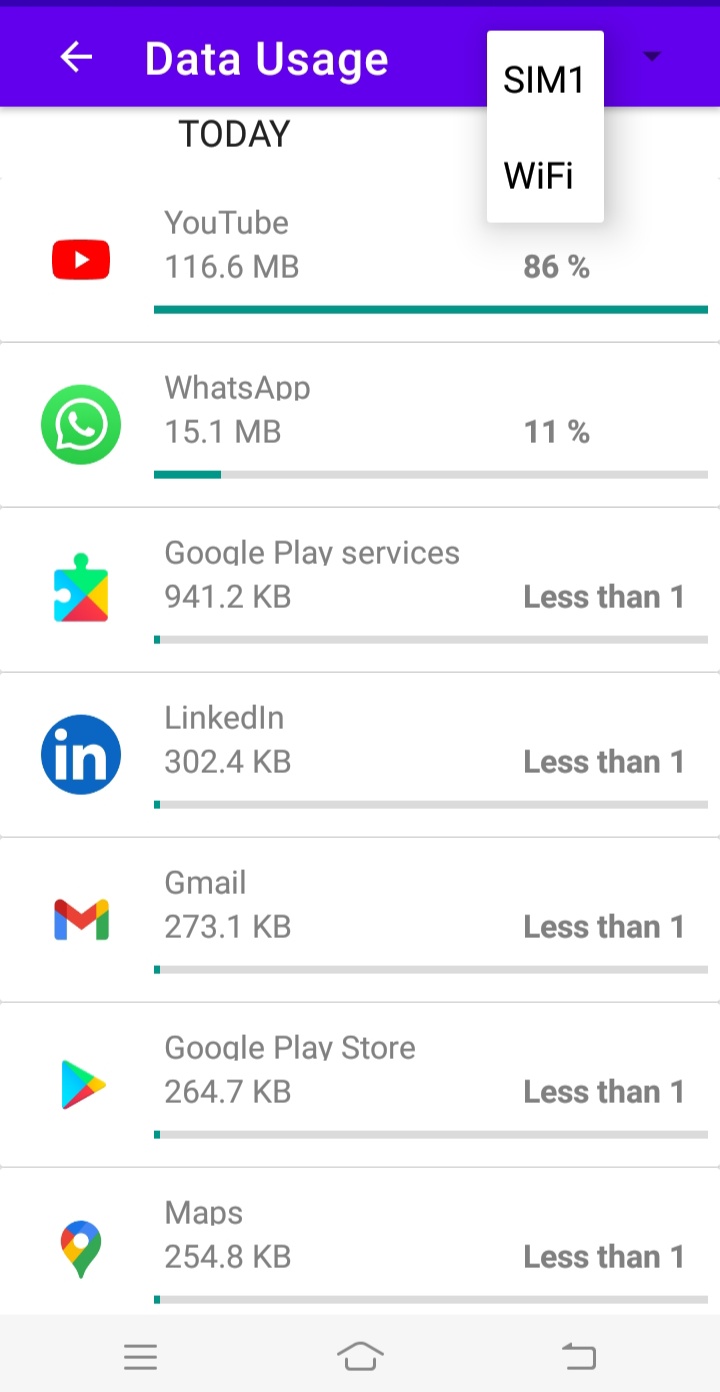 Data Usage
SIM1
WiFi
TODAY
YouTube
116.6 MB
86 %
WhatsApp
15.1 MB
11 %
Google Play services
941.2 KB
Less than 1
LinkedIn
in
302.4 KB
Less than 1
Gmail
273.1 KB
Less than 1
Google Play Store
264.7 KB
Less than 1
Maps
254.8 KB
Less than 1